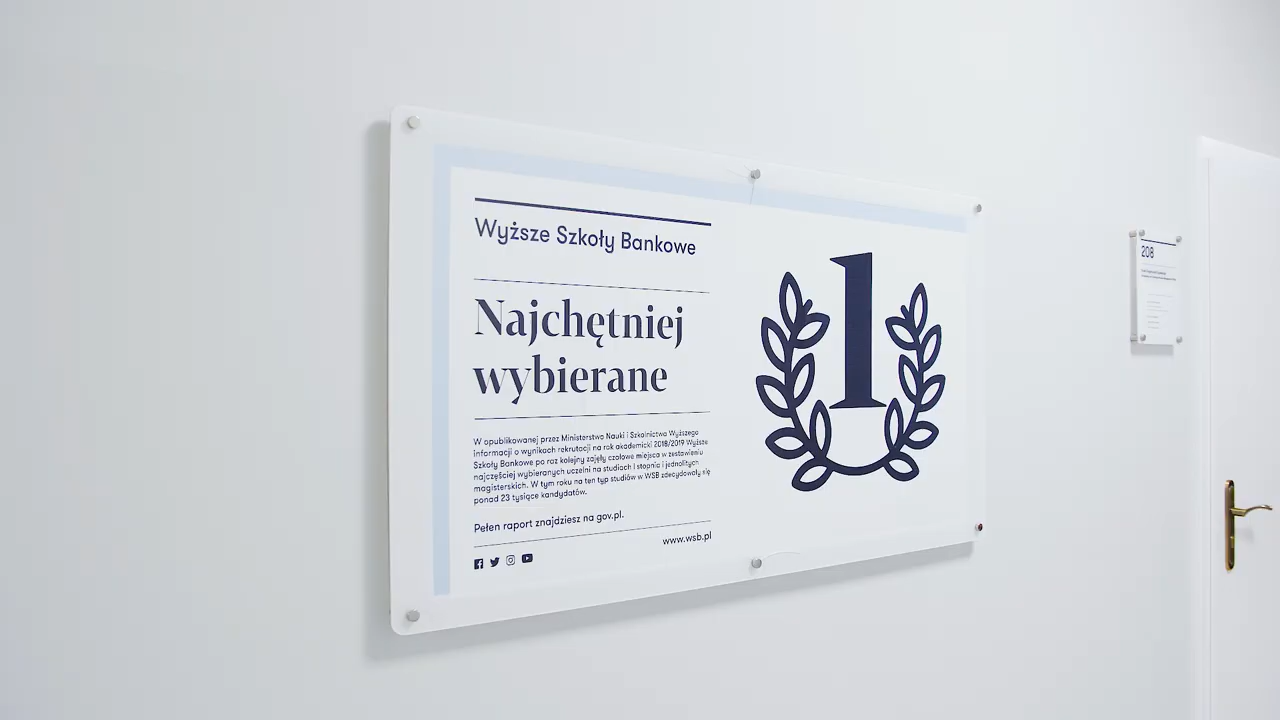 Wyższe Szkoły Bankowe
Najchętniej
wybierane
W opublikowanej przez Ministerstwo Nauki i Szkolnictwa Wyższego
informacji o wynikach rekrutacji na rok akademicki 2018/2019 Wyższe
Szkoły Bankowe po raz kolejny zajęły czołowe miejsca w zestawieniu
najczęściej wybieranych uczelni na studiach I stopnia i jednolitych
magisterskich. W tym roku na ten typ studiów w WSB zdecydowały się
ponad 23 tysiące kandydatów.
Pełen raport znajdziesz na gov.pl.
www.wsb.pl
1
208